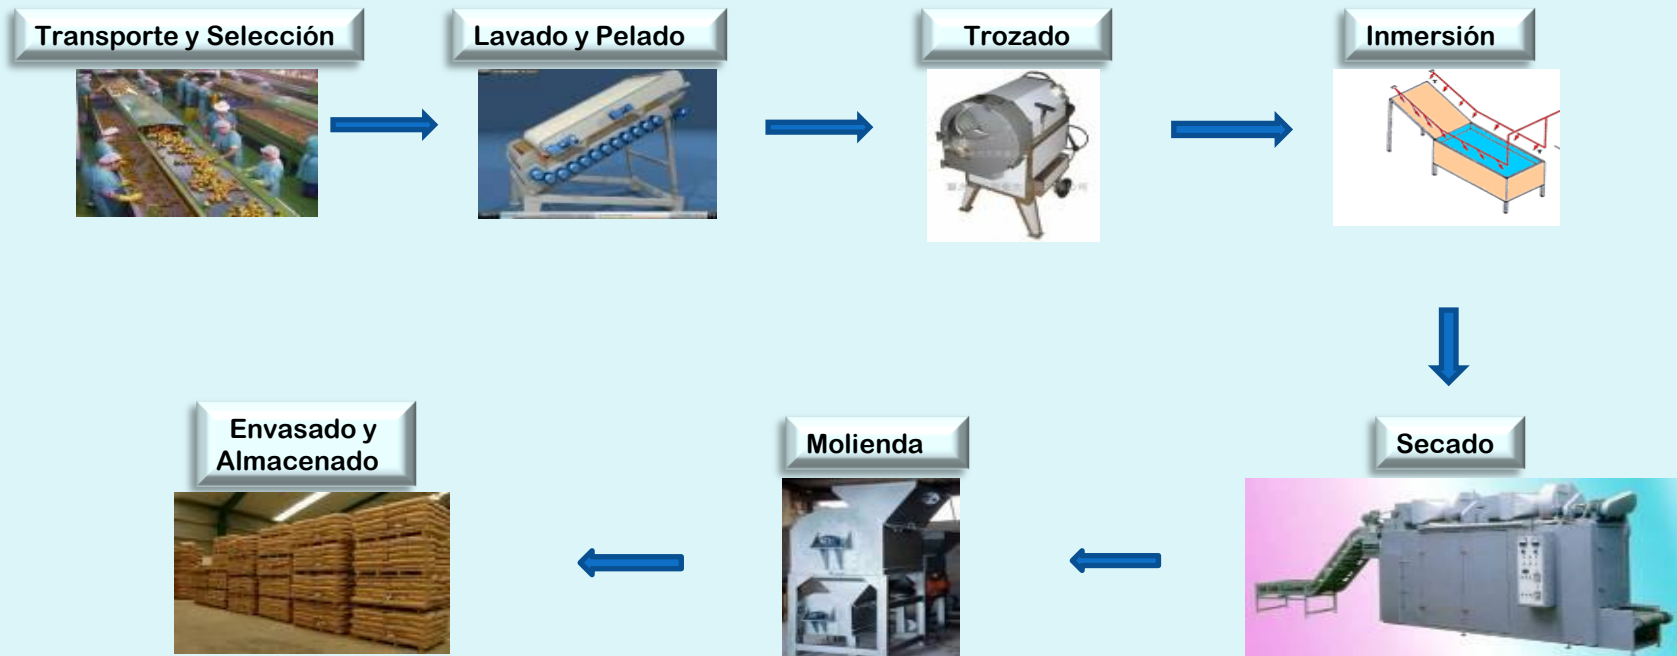 Transporte y Selección
Lavado y Pelado
Trozado
Inmersión
Envasado y
Almacenado
Molienda
Secado